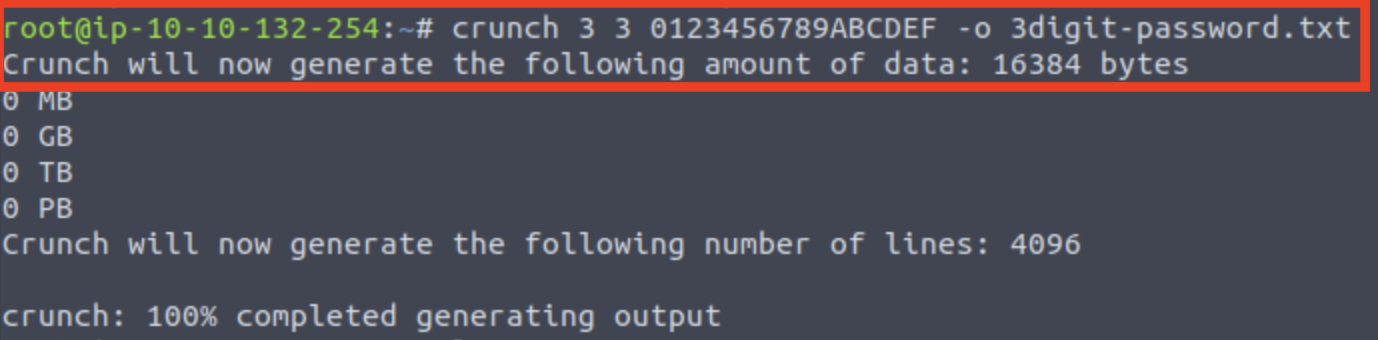 root@ip-10-10-132-254:~# crunch 3 3 0123456789ABCDEF -o 3digit-password.txt
Crunch will now generate the following amount of data: 16384 bytes
0 MB
0 GB
0 TB
0 PB
Crunch will now generate the following number of lines: 4096
crunch: 100% completed generating output